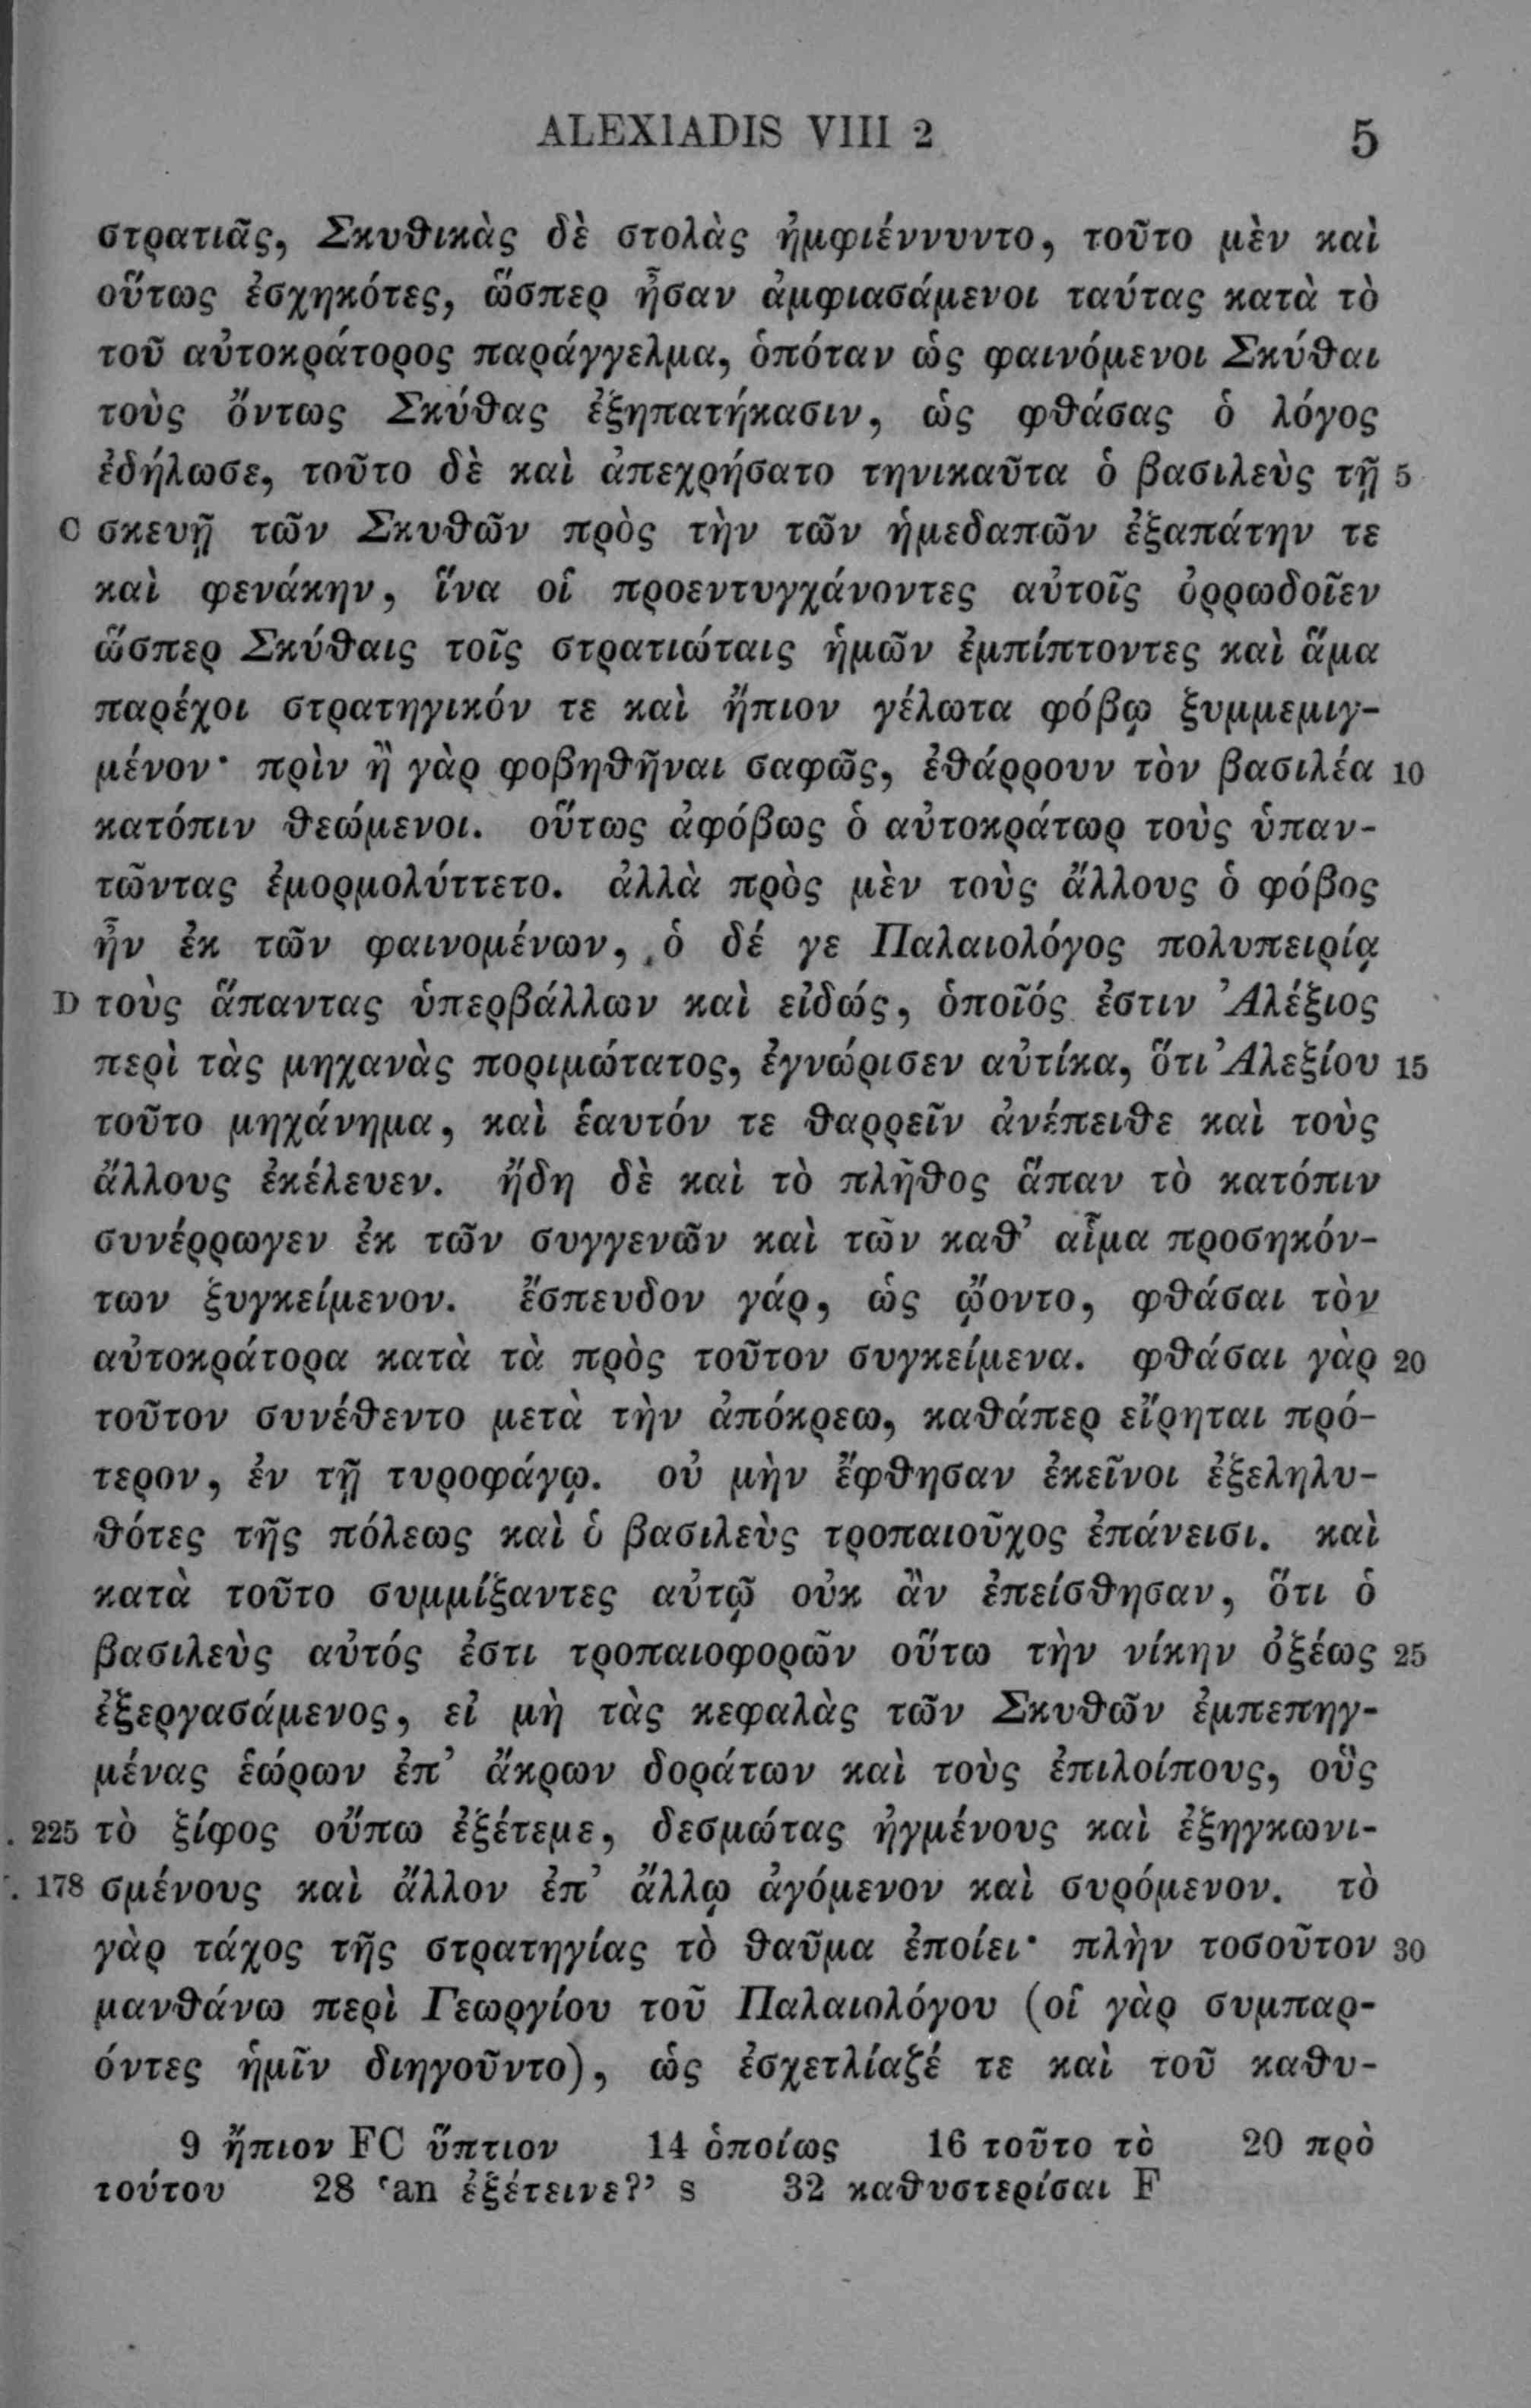 ALEXIADIS VIII 2 5
στρατιᾶς, Σκυθικὰς δὲ στολὰς ἠμφιέννυντο, τοῦτο μὲν καὶ
οὕτως ἐσχηκότες, ὥσπερ ἦσαν ἀμφιασάμενοι ταύτας κατὰ τὸ
τοῦ αὐτοκράτορος παράγγελμα, ὁπόταν ὡς φαινόμενοι Σκύθαι
τοὺς ὄντως Σκύθας ἐξηπατήκασιν, ὡς φθάσας ὁ λόγος
ἐδήλωσε, τοῦτο δὲ καὶ ἀπεχρήσατο τηνικαῦτα ὁ βασιλεὺς τῇ 5
C σκευῇ τῶν Σκυθῶν πρὸς τὴν τῶν ἡμεδαπῶν ἐξαπάτην τε
καὶ φενάκην, ἵνα οἱ προεντυγχάνοντες αὐτοῖς ὀρρωδοῖεν
ὥσπερ Σκύθαις τοῖς στρατιώταις ἡμῶν ἐμπίπτοντες καὶ ἅμα
παρέχοι στρατηγικόν τε καὶ ἤπιον γέλωτα φόβῳ ξυμμεμιγ-
μένον· πρὶν ἢ γὰρ φοβηθῆναι σαφῶς, ἐθάρρουν τὸν βασιλέα 10
κατόπιν θεώμενοι. οὕτως ἀφόβως ὁ αὐτοκράτωρ τοὺς ὑπαν-
τῶντας ἐμορμολύττετο. ἀλλὰ πρὸς μὲν τοὺς ἄλλους ὁ φόβος
ἦν ἐκ τῶν φαινομένων, ὁ δέ γε Παλαιολόγος πολυπειρίᾳ
D τοὺς ἅπαντας ὑπερβάλλων καὶ εἰδώς, ὁποῖός ἐστιν Ἀλέξιος
περὶ τὰς μηχανὰς ποριμώτατος, ἐγνώρισεν αὐτίκα, ὅτι Ἀλεξίου 15
τοῦτο μηχάνημα, καὶ ἑαυτόν τε θαρρεῖν ἀνέπειθε καὶ τοὺς
ἄλλους ἐκέλευεν. ἤδη δὲ καὶ τὸ πλῆθος ἅπαν τὸ κατόπιν
συνέρρωγεν ἐκ τῶν συγγενῶν καὶ τῶν καθ’ αἷμα προσηκόν-
των ξυγκείμενον. ἔσπευδον γάρ, ὡς ᾤοντο, φθάσαι τὸν
αὐτοκράτορα κατὰ τὰ πρὸς τοῦτον συγκείμενα. φθάσαι γὰρ 20
τοῦτον συνέθεντο μετὰ τὴν ἀπόκρεω, καθάπερ εἴρηται πρό-
τερον, ἐν τῇ τυροφάγῳ. οὐ μὴν ἔφθησαν ἐκεῖνοι ἐξεληλυ-
θότες τῆς πόλεως καὶ ὁ βασιλεὺς τροπαιοῦχος ἐπάνεισι. καὶ
κατὰ τοῦτο συμμίξαντες αὐτῷ οὐκ ἂν ἐπείσθησαν, ὅτι ὁ
βασιλεὺς αὐτός ἐστι τροπαιοφορῶν οὕτω τὴν νίκην ὀξέως 25
ἐξεργασάμενος, εἰ μὴ τὰς κεφαλὰς τῶν Σκυθῶν ἐμπεπηγ-
μένας ἑώρων ἐπ’ ἄκρων δοράτων καὶ τοὺς ἐπιλοίπους, οὓς
. 225 τὸ ξίφος οὔπω ἐξέτεμε, δεσμώτας ἠγμένους καὶ ἐξηγκωνι-
. 178 σμένους καὶ ἄλλον ἐπ’ ἄλλῳ ἀγόμενον καὶ συρόμενον. τὸ
γὰρ τάχος τῆς στρατηγίας τὸ θαῦμα ἐποίει· πλὴν τοσοῦτον 30
μανθάνω περὶ Γεωργίου τοῦ Παλαιολόγου (οἱ γὰρ συμπαρ-
όντες ἡμῖν διηγοῦντο), ὡς ἐσχετλίαζέ τε καὶ τοῦ καθυ-
9 ἤπιον FC ὕπτιον 14 ὁποίως 16 τοῦτο τὸ 20 πρὸ
τούτου 28 ‘an ἐξέτεινε?’ s 32 καθυστερίσαι F